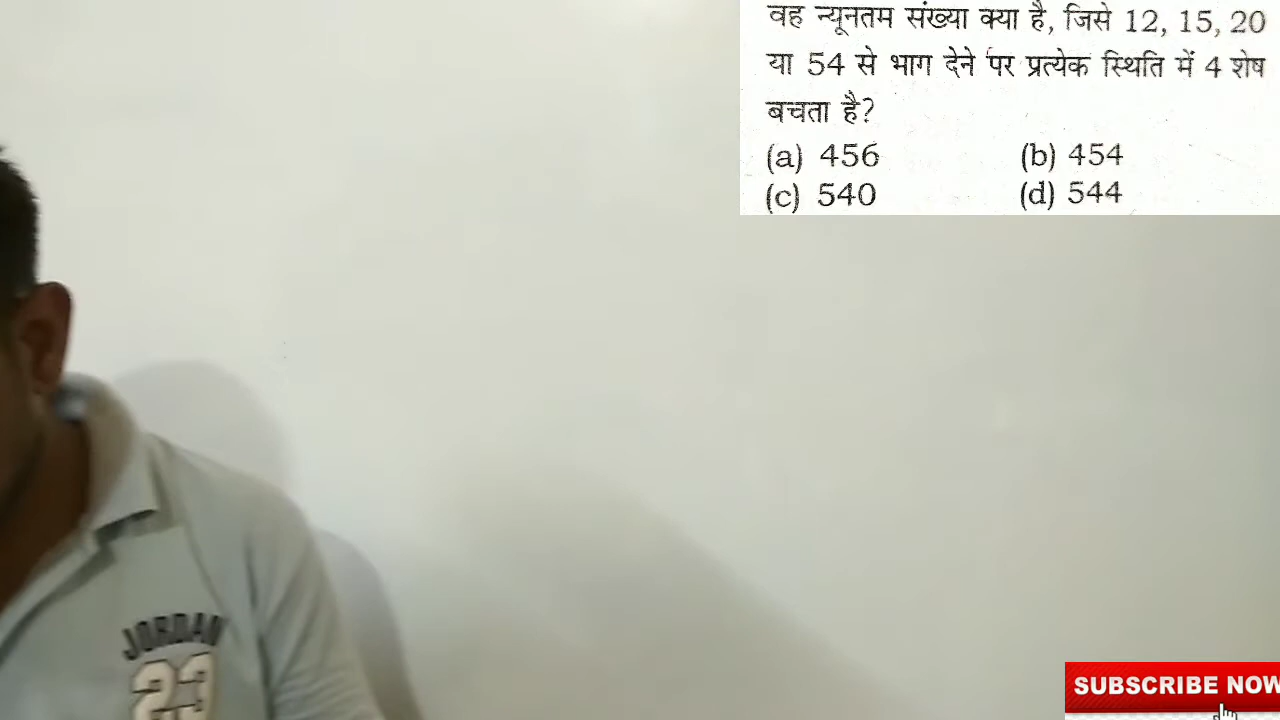 वह न्यूनतम संख्या क्या है, जिसे 12, 15, 20
या 54 से भाग देने पर प्रत्येक स्थिति में 4 शेष
बचता है?
(a) 456 (b) 454
(c) 540 (d) 544
JORDAN
23
SUBSCRIBE NOW